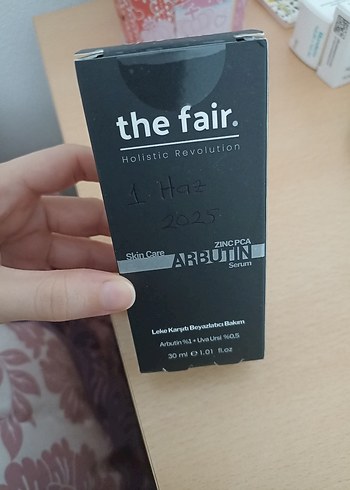 the fair.
Holistic Revolution
1 Haz
2025
ZINC PCA
Skin Care ARBUTIN
Serum
Leke Karşıtı Beyazlatıcı Bakım
Arbutin %1 + Uva Ursi %0,5
30 ml ℮ 1.01 fl.oz